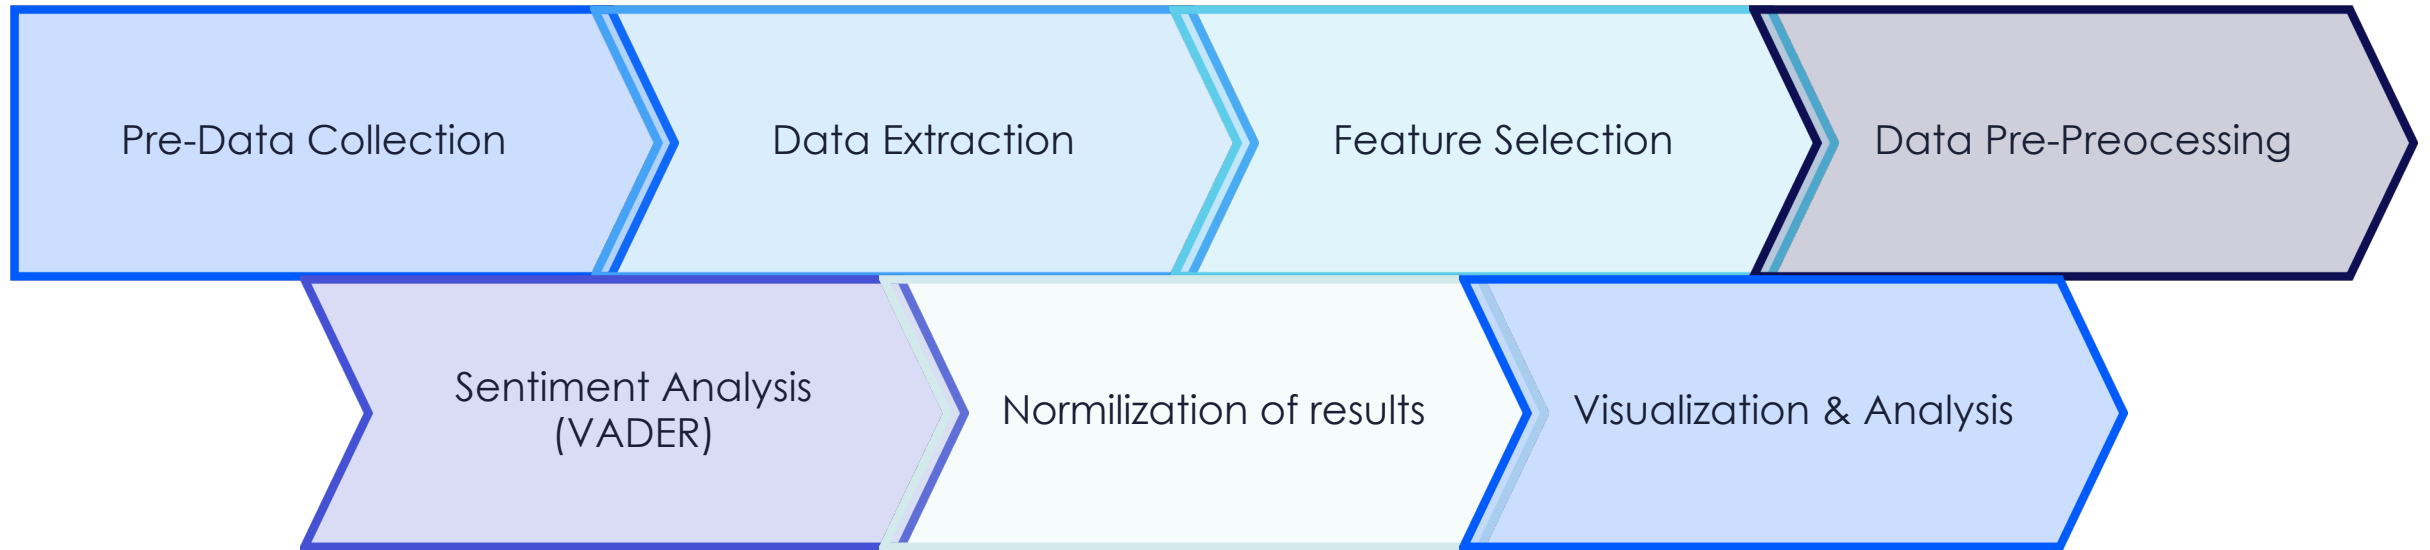 Pre-Data Collection
Data Extraction
Feature Selection
Data Pre-Preocessing
Sentiment Analysis
(VADER)
Normilization of results
Visualization & Analysis